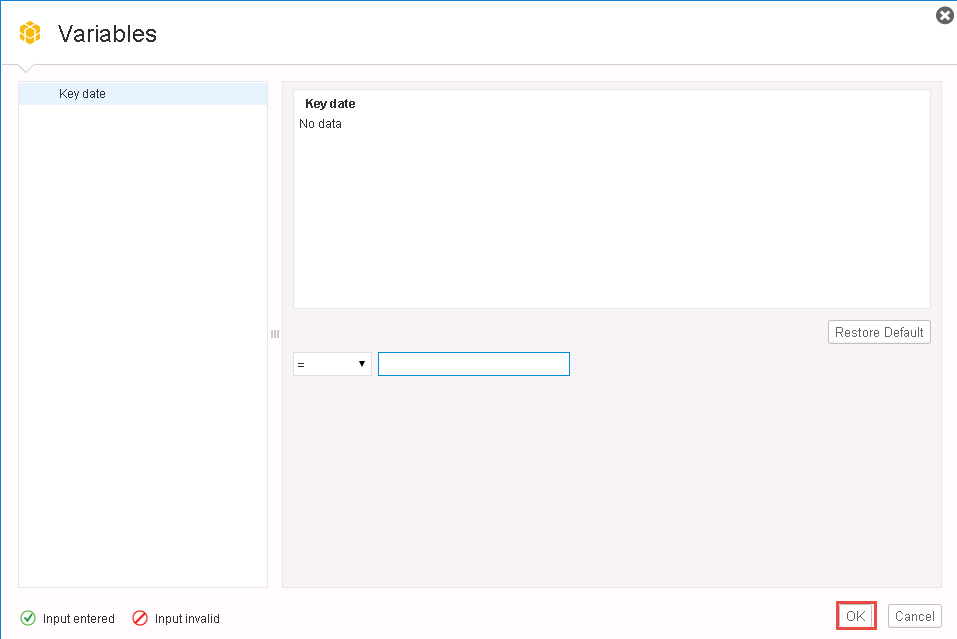 Variables
Key date
Key date
No data
Restore Default
=
Input entered
Input invalid
OK
Cancel